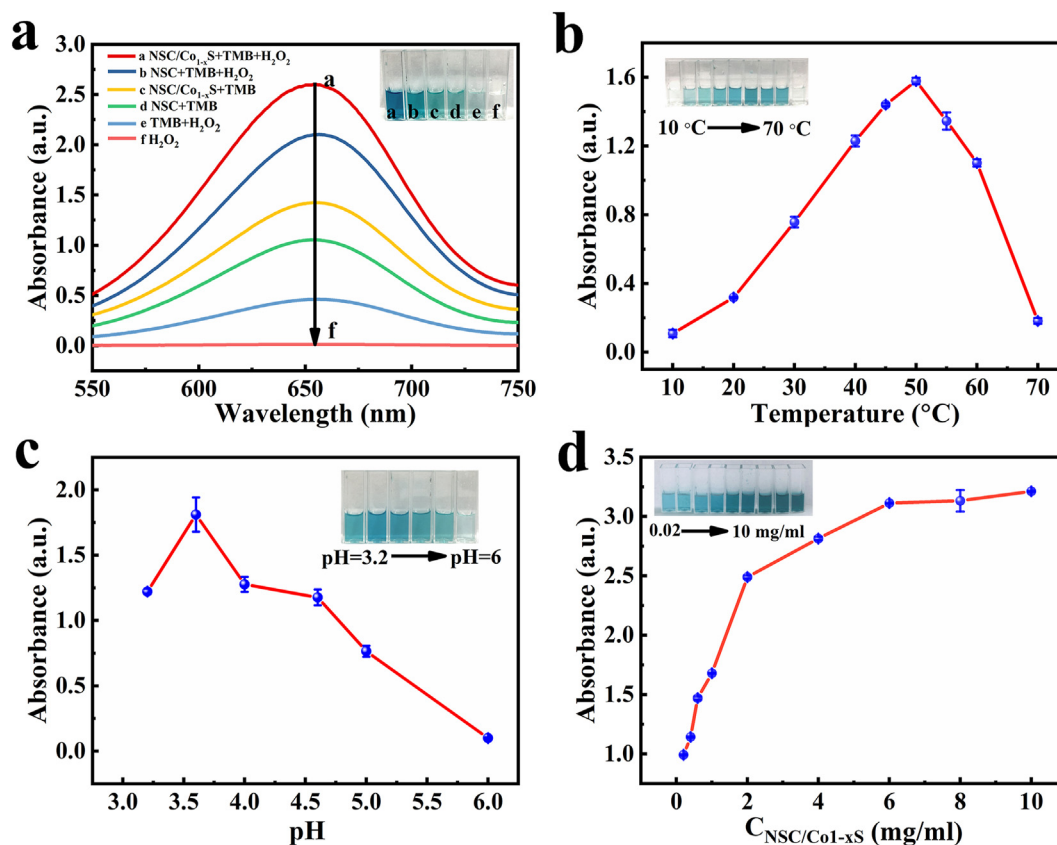 a
3.0
2.5
2.0
1.5
1.0
0.5
0.0
Absorbance (a.u.)
a NSC/Co₁₋ₓS+TMB+H₂O₂
b NSC+TMB+H₂O₂
c NSC/Co₁₋ₓS+TMB
d NSC+TMB
e TMB+H₂O₂
f H₂O₂
a
f
a b c d e f
550 600 650 700 750
Wavelength (nm)
b
1.6
1.2
0.8
0.4
0.0
Absorbance (a.u.)
10 °C 70 °C
10 20 30 40 50 60 70
Temperature (°C)
c
2.0
1.5
1.0
0.5
0.0
Absorbance (a.u.)
pH=3.2 pH=6
3.0 3.5 4.0 4.5 5.0 5.5 6.0
pH
d
3.5
3.0
2.5
2.0
1.5
1.0
Absorbance (a.u.)
0.02 10 mg/ml
0 2 4 6 8 10
C NSC/Co1-xS (mg/ml)